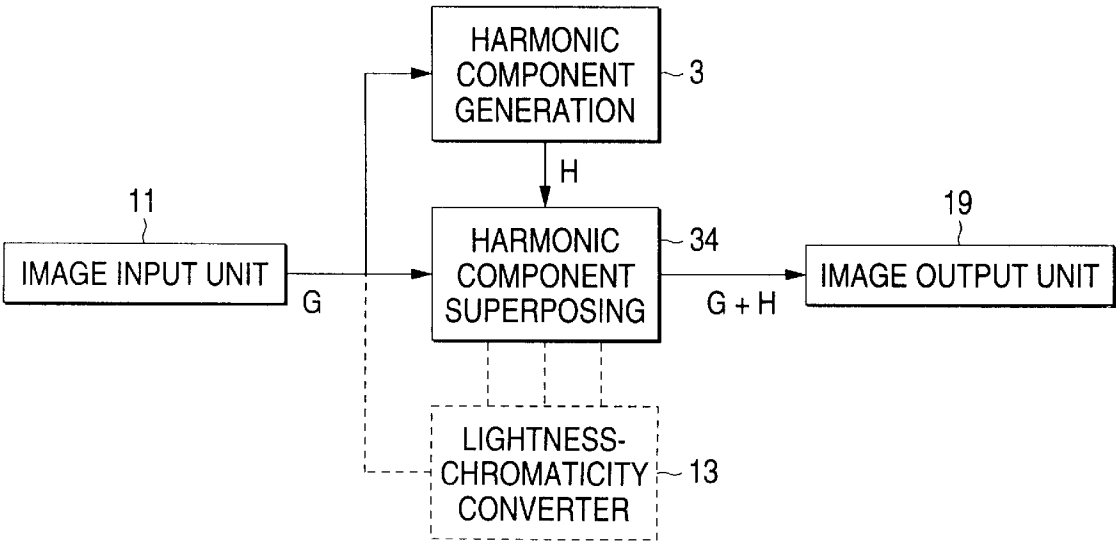 HARMONIC
COMPONENT
GENERATION
3
H
11
IMAGE INPUT UNIT
G
HARMONIC
COMPONENT
SUPERPOSING
34
G + H
19
IMAGE OUTPUT UNIT
LIGHTNESS-
CHROMATICITY
CONVERTER
13